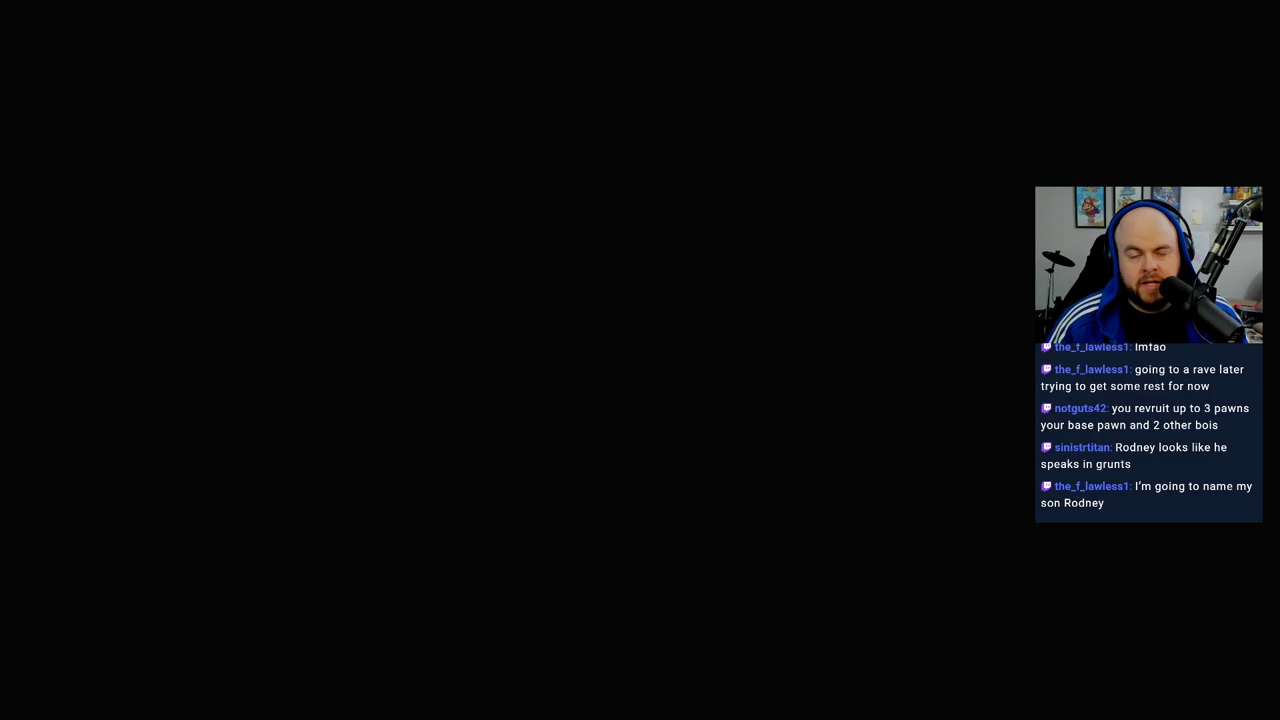 the_f_lawless1: lmfao
the_f_lawless1: going to a rave later
trying to get some rest for now
notguts42: you revruit up to 3 pawns
your base pawn and 2 other bois
sinistrtitan: Rodney looks like he
speaks in grunts
the_f_lawless1: I'm going to name my
son Rodney